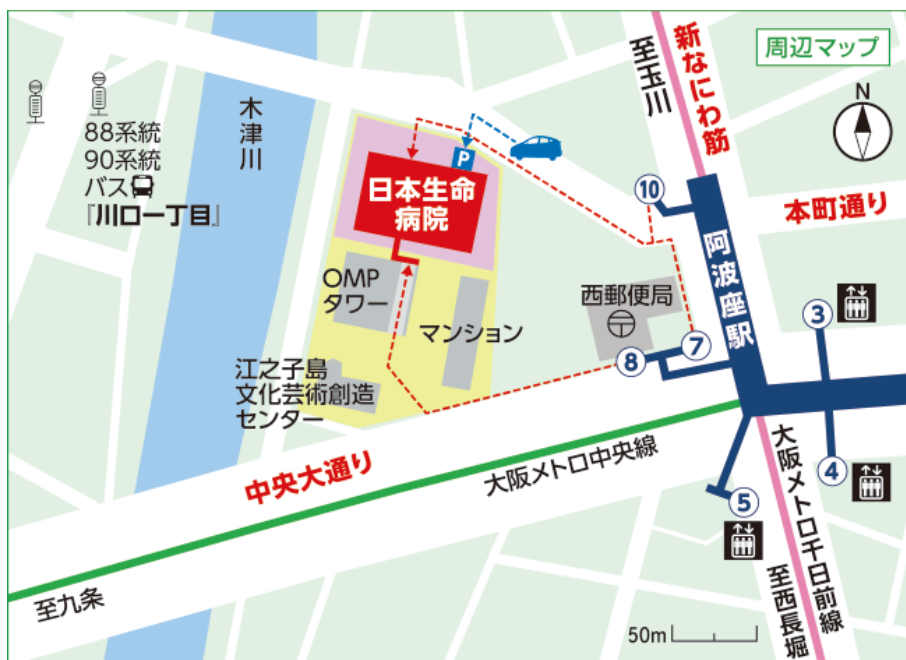 周辺マップ
N
新なにわ筋
至玉川
木津川
88系統
90系統
バス
『川口一丁目』
P
日本生命
病院
⑩
本町通り
阿波座駅
OMP
タワー
マンション
西郵便局
③
⑦
⑧
江之子島
文化芸術創造
センター
中央大通り
大阪メトロ中央線
④
⑤
大阪メトロ千日前線
至西長堀
至九条
50m